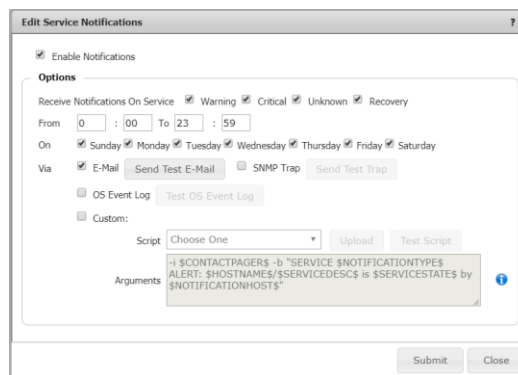 Edit Service Notifications ?
Enable Notifications
Options
Receive Notifications On Service Warning Critical Unknown Recovery
From 0 : 00 To 23 : 59
On Sunday Monday Tuesday Wednesday Thursday Friday Saturday
Via E-Mail Send Test E-Mail SNMP Trap Send Test Trap
OS Event Log Test OS Event Log
Custom:
Script Choose One Upload Test Script
-i $CONTACTPAGER$ -b "SERVICE $NOTIFICATIONTYPE$
Arguments ALERT: $HOSTNAME$/$SERVICEDESC$ is $SERVICESTATE$ by
$NOTIFICATIONHOST$"
Submit Close